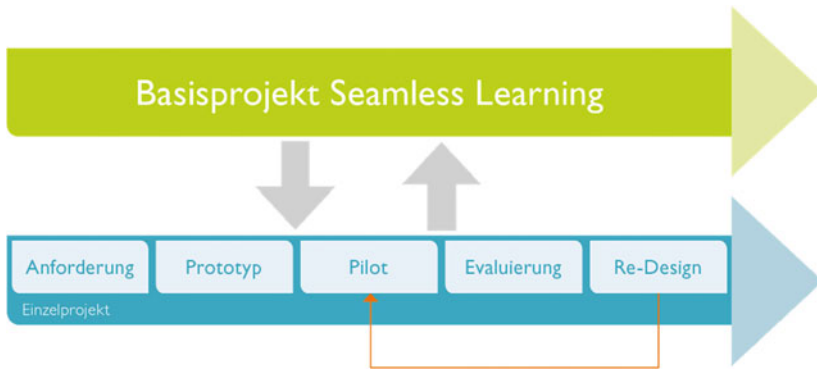 Basisprojekt Seamless Learning
Anforderung
Prototyp
Pilot
Evaluierung
Re-Design
Einzelprojekt